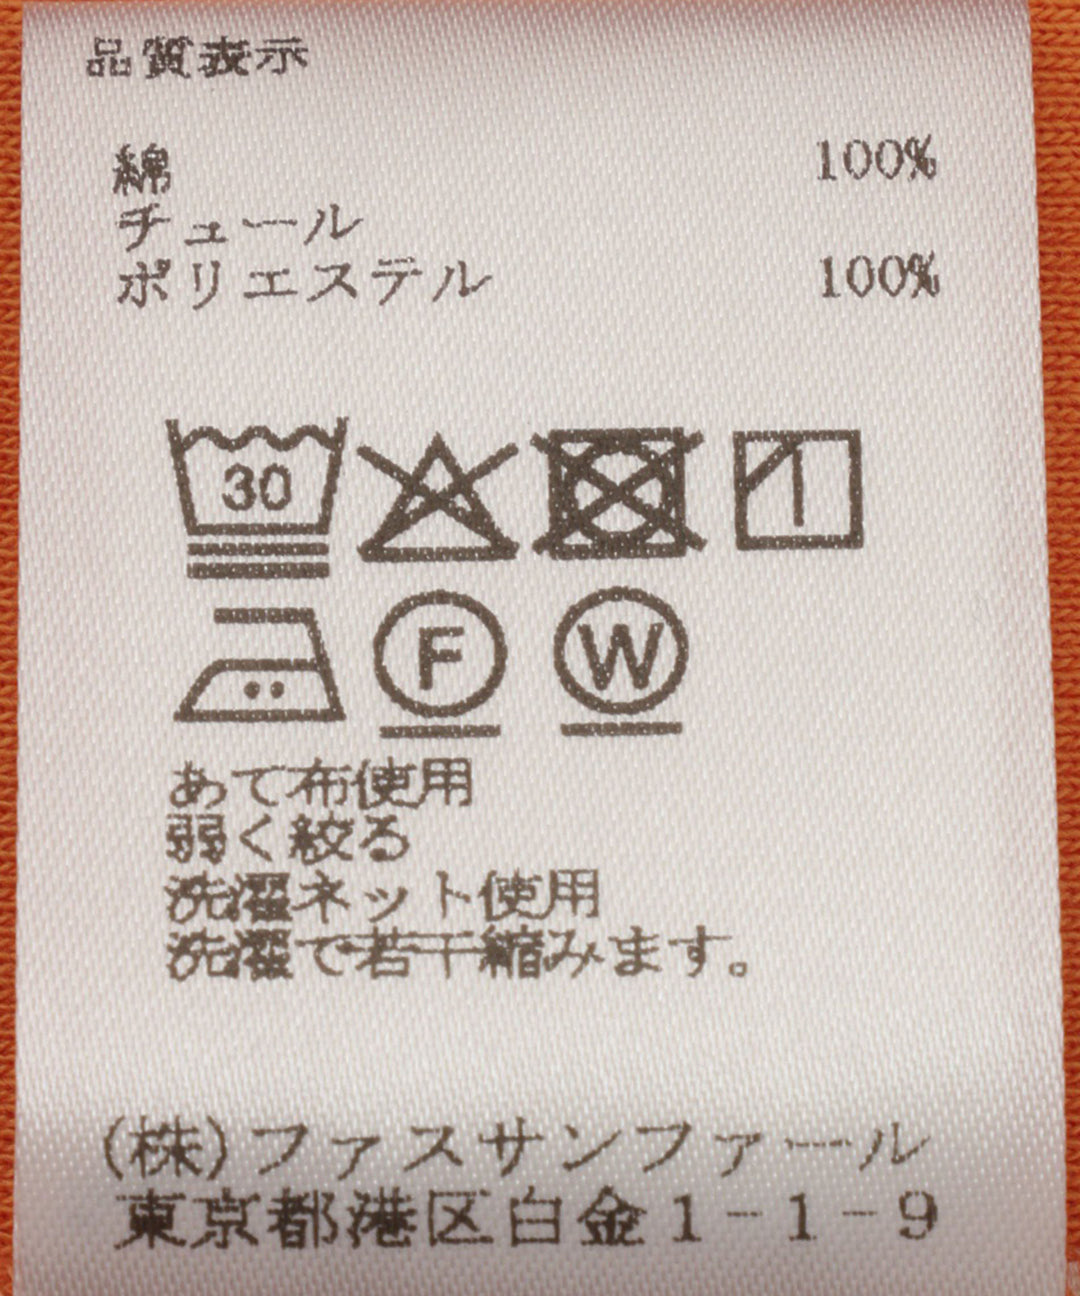 品質表示
綿 100%
チュール
ポリエステル 100%
30
F W
あて布使用
弱く絞る
洗濯ネット使用
洗濯で若干縮みます。
(株)ファスサンファール
東京都港区白金1-1-9